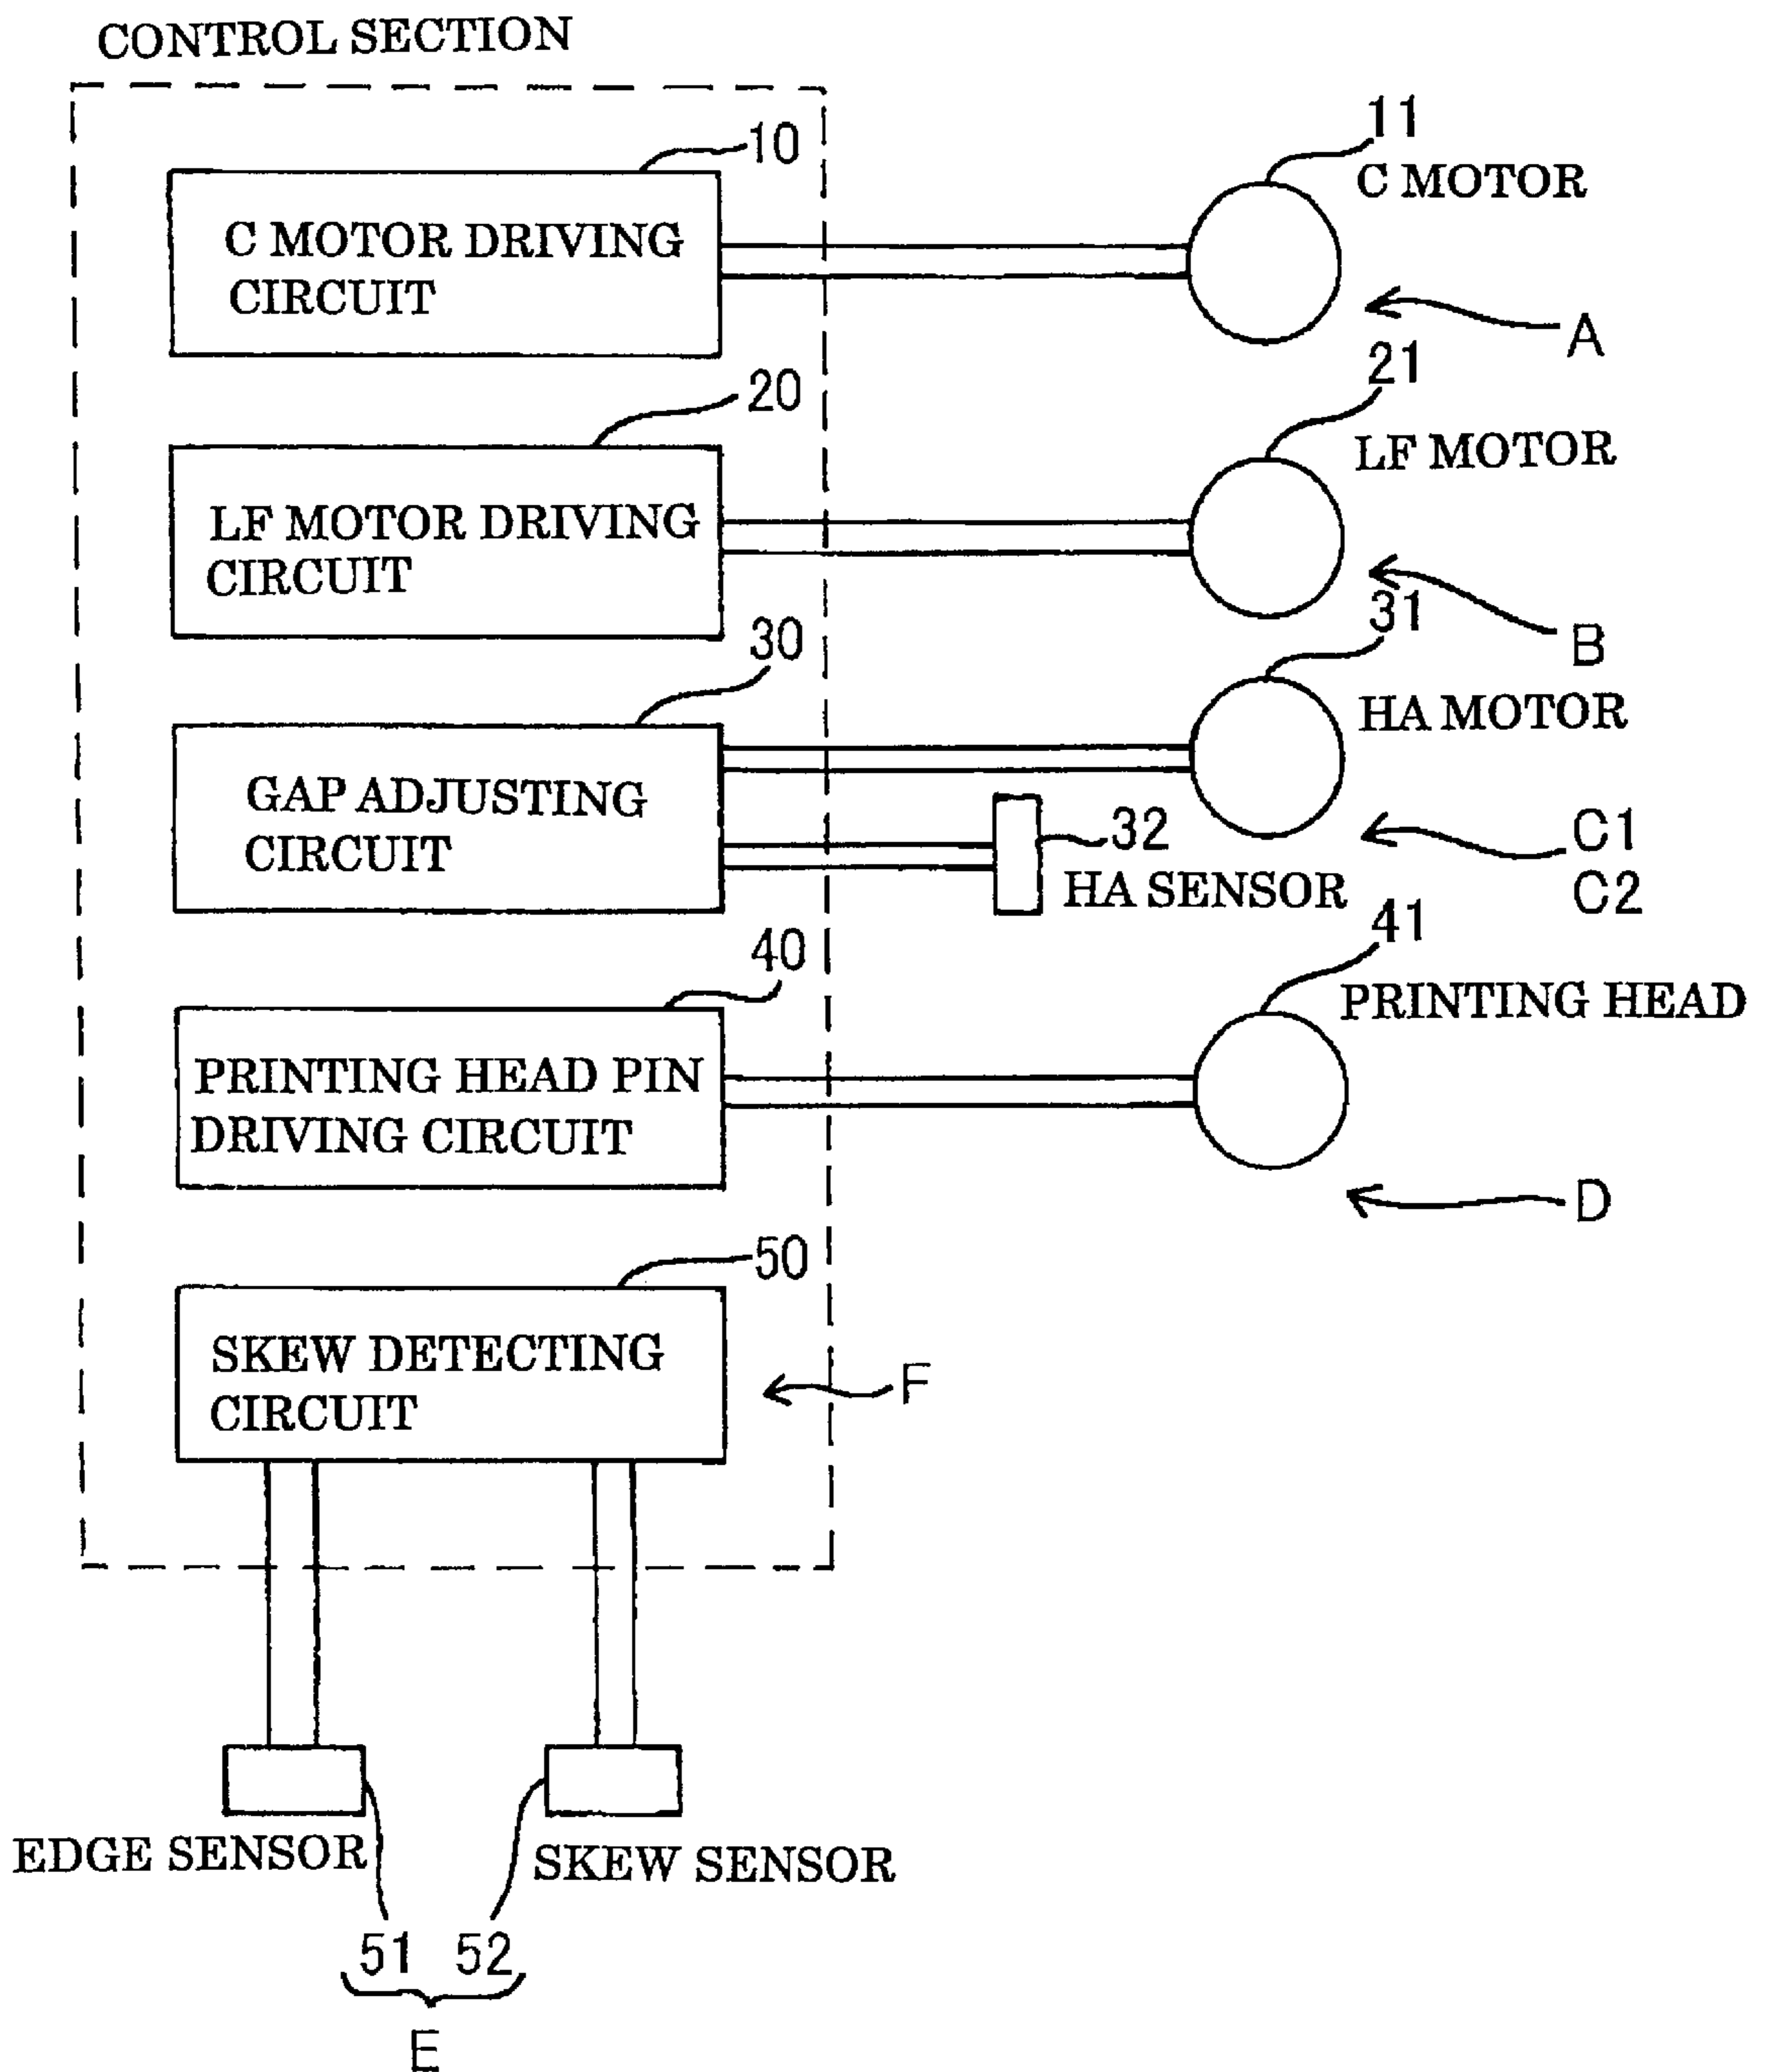 CONTROL SECTION
10
C MOTOR DRIVING
CIRCUIT
11
C MOTOR
A
20
LF MOTOR DRIVING
CIRCUIT
21
LF MOTOR
B
30
GAP ADJUSTING
CIRCUIT
31
HA MOTOR
32
HA SENSOR
C1
C2
40
PRINTING HEAD PIN
DRIVING CIRCUIT
41
PRINTING HEAD
D
50
SKEW DETECTING
CIRCUIT
F
EDGE SENSOR
SKEW SENSOR
51 52
E